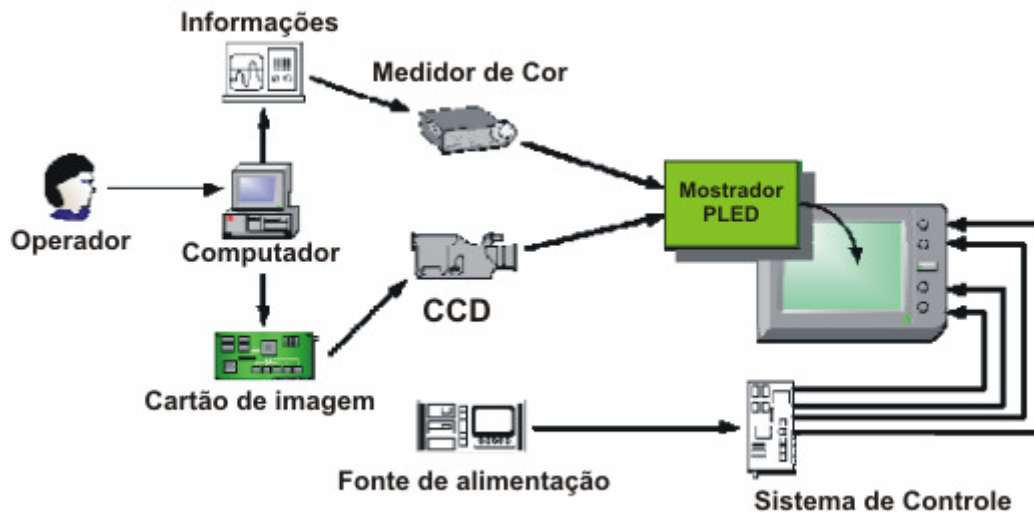 Informações
Medidor de Cor
Mostrador
PLED
Operador
Computador
CCD
Cartão de imagem
Fonte de alimentação
Sistema de Controle